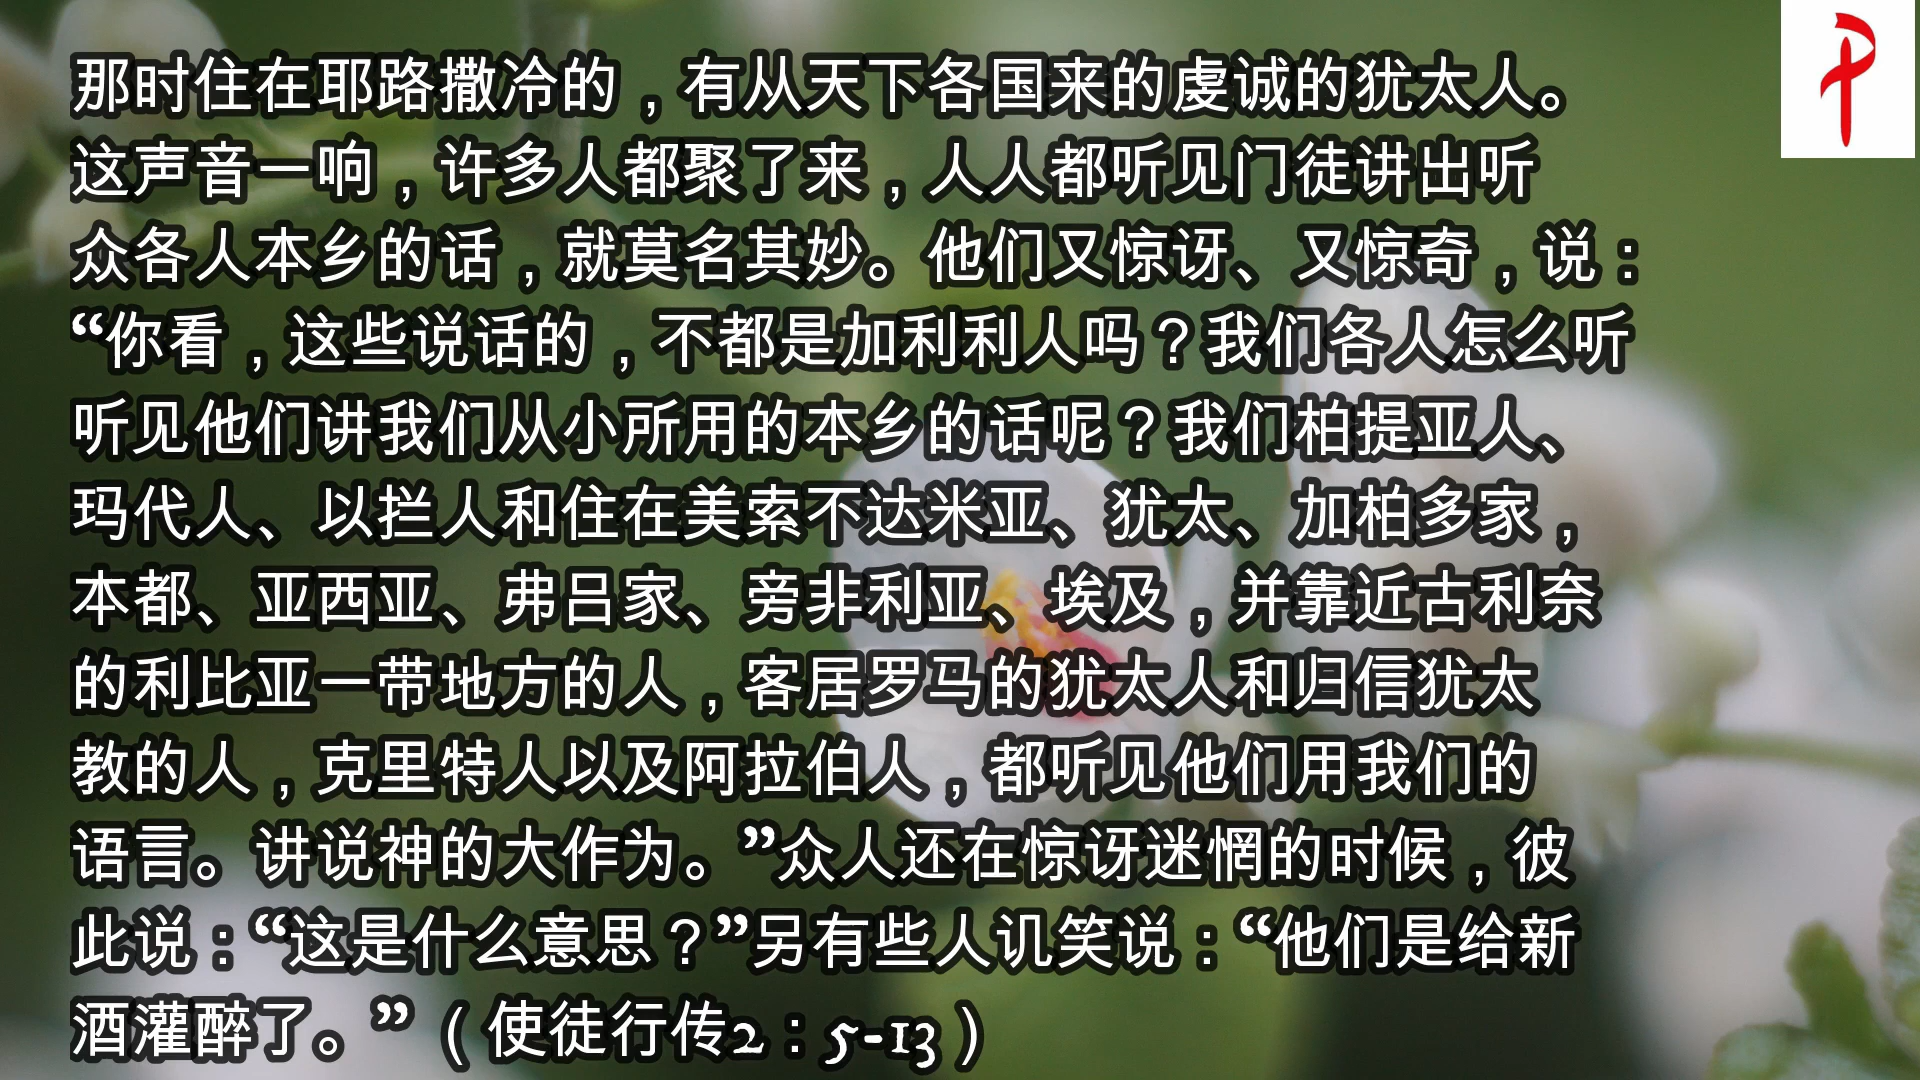 那时住在耶路撒冷的，有从天下各国来的虔诚的犹太人。
这声音一响，许多人都聚了来，人人都听见门徒讲出听
众各人本乡的话，就莫名其妙。他们又惊讶、又惊奇，说：
“你看，这些说话的，不都是加利利人吗？我们各人怎么听
听见他们讲我们从小所用的本乡的话呢？我们柏提亚人、
玛代人、以拦人和住在美索不达米亚、犹太、加柏多家，
本都、亚西亚、弗吕家、旁非利亚、埃及，并靠近古利奈
的利比亚一带地方的人，客居罗马的犹太人和归信犹太
教的人，克里特人以及阿拉伯人，都听见他们用我们的
语言。讲说神的大作为。”众人还在惊讶迷惘的时候，彼
此说：“这是什么意思？”另有些人讥笑说：“他们是给新
酒灌醉了。”（使徒行传2：5-13）